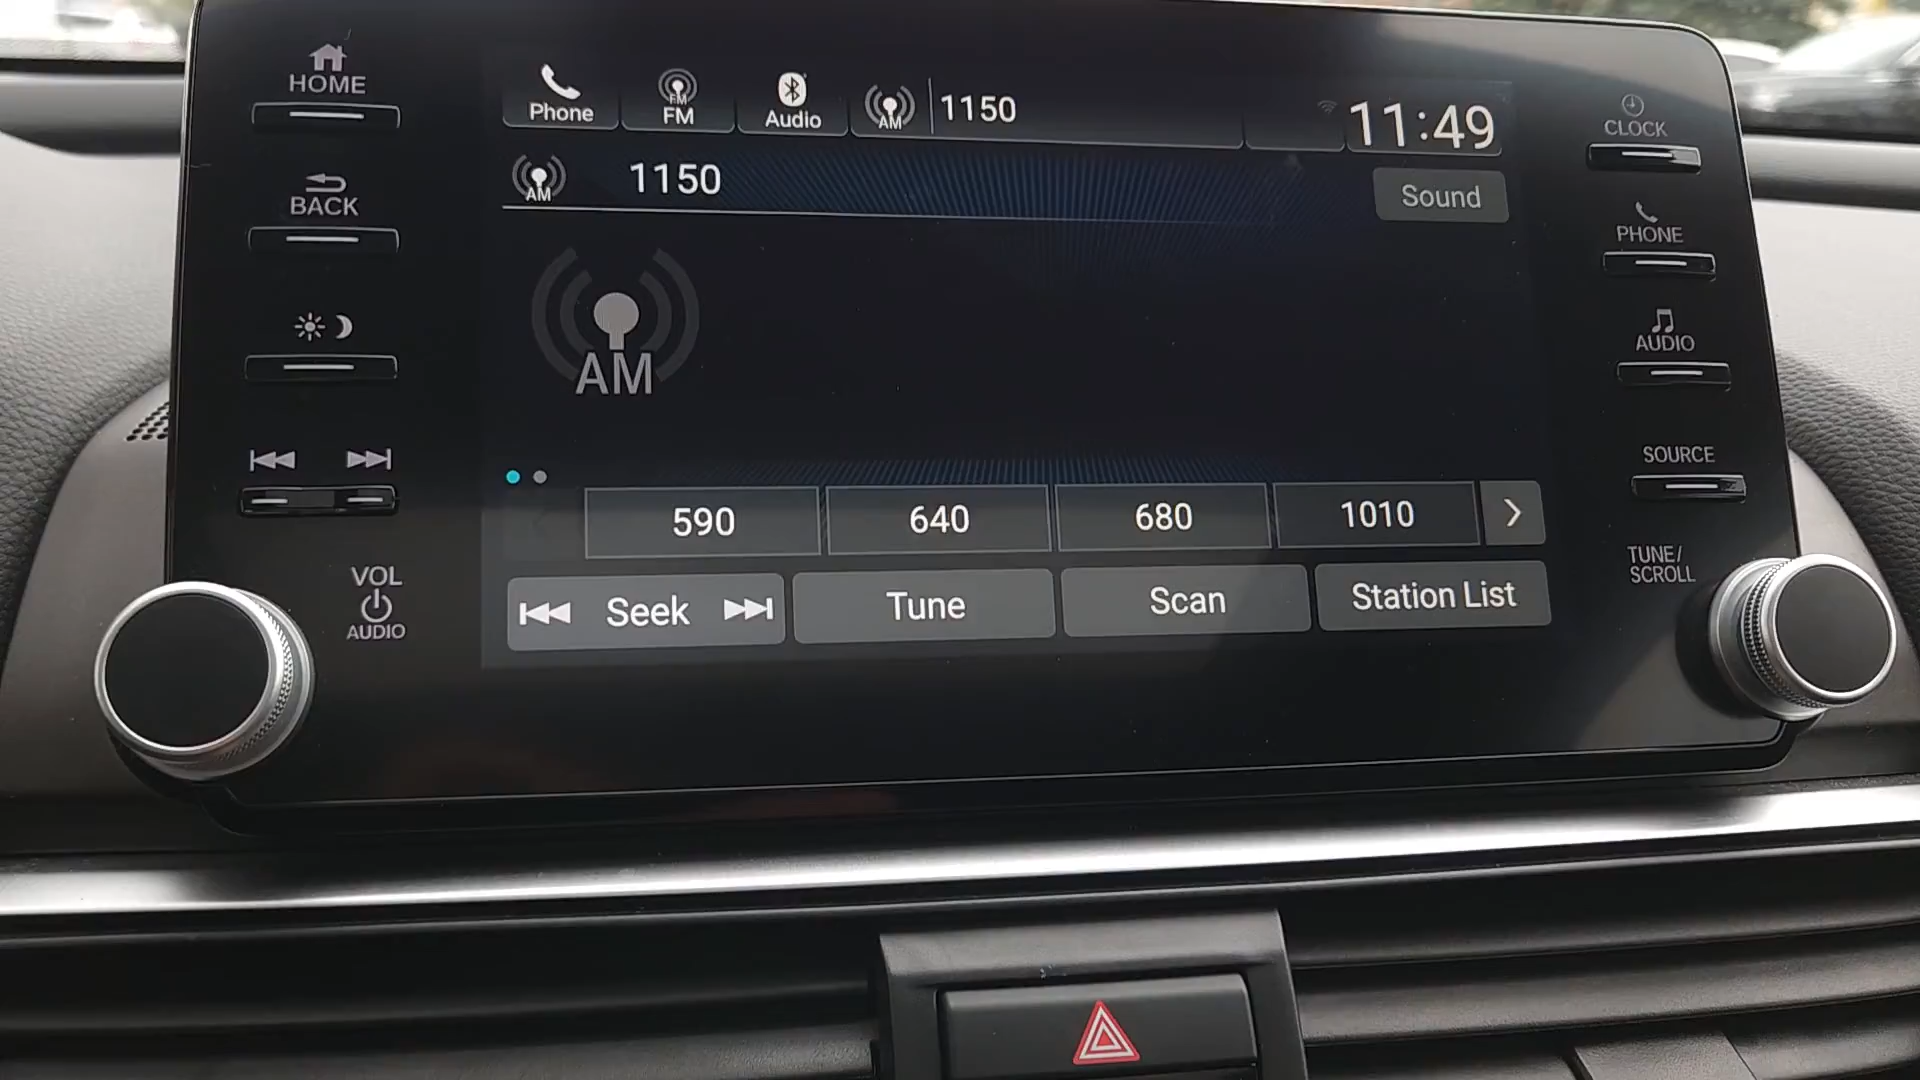 HOME
BACK
VOL
AUDIO
Phone
FM
FM
Audio
AM
1150
11:49
AM
1150
Sound
AM
590
640
680
1010
Seek
Tune
Scan
Station List
CLOCK
PHONE
AUDIO
SOURCE
TUNE/
SCROLL